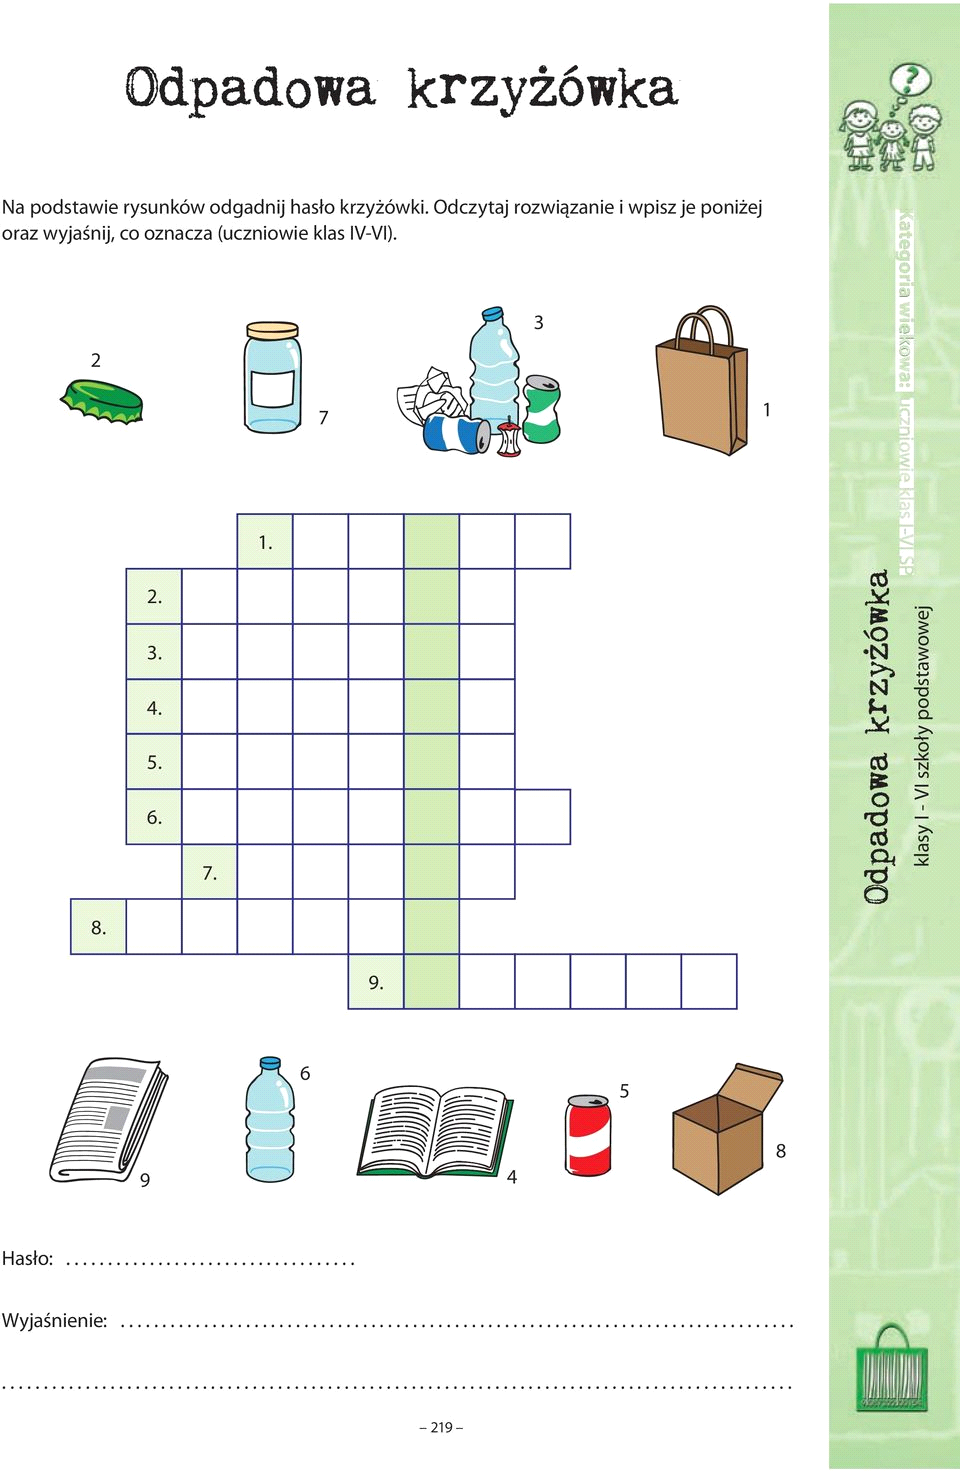 Odpadowa krzyżówka
Na podstawie rysunków odgadnij hasło krzyżówki. Odczytaj rozwiązanie i wpisz je poniżej
oraz wyjaśnij, co oznacza (uczniowie klas IV-VI).
3
2
7
1
1.
2.
3.
4.
5.
6.
7.
8.
9.
6
5
8
9
4
Hasło: ...................................
Wyjaśnienie: ................................................................................
..............................................................................................
– 219 –
?
Kategoria wiekowa: uczniowie klas I-VI SP
Odpadowa krzyżówka
klasy I - VI szkoły podstawowej